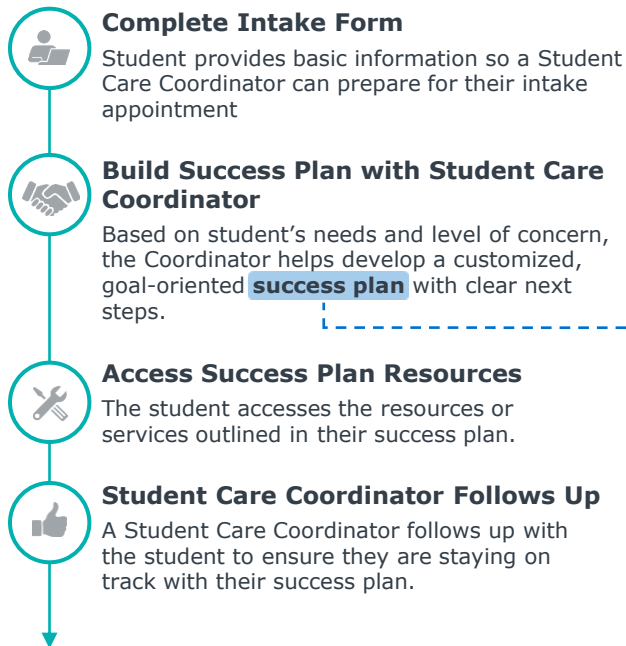 Complete Intake Form
Student provides basic information so a Student
Care Coordinator can prepare for their intake
appointment
Build Success Plan with Student Care
Coordinator
Based on student’s needs and level of concern,
the Coordinator helps develop a customized,
goal-oriented success plan with clear next
steps.
Access Success Plan Resources
The student accesses the resources or
services outlined in their success plan.
Student Care Coordinator Follows Up
A Student Care Coordinator follows up with
the student to ensure they are staying on
track with their success plan.